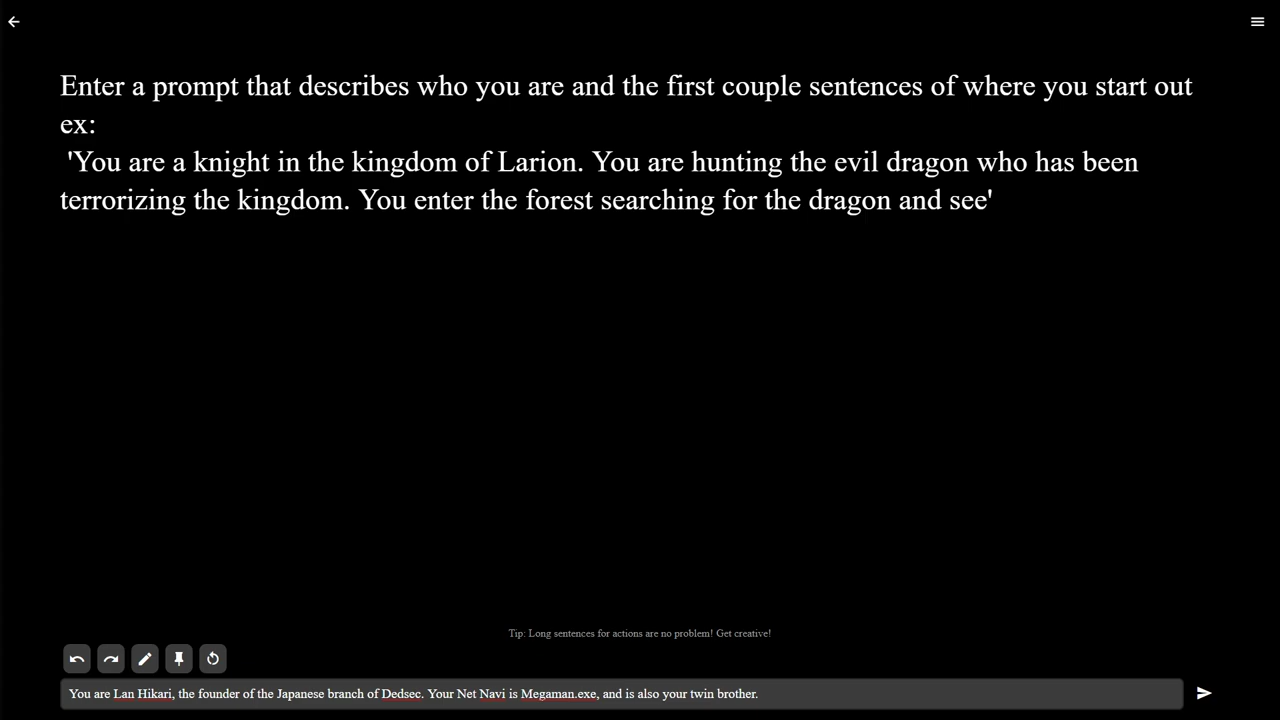 Enter a prompt that describes who you are and the first couple sentences of where you start out
ex:
'You are a knight in the kingdom of Larion. You are hunting the evil dragon who has been
terrorizing the kingdom. You enter the forest searching for the dragon and see'
Tip: Long sentences for actions are no problem! Get creative!
You are Lan Hikari, the founder of the Japanese branch of Dedsec. Your Net Navi is Megaman.exe, and is also your twin brother.